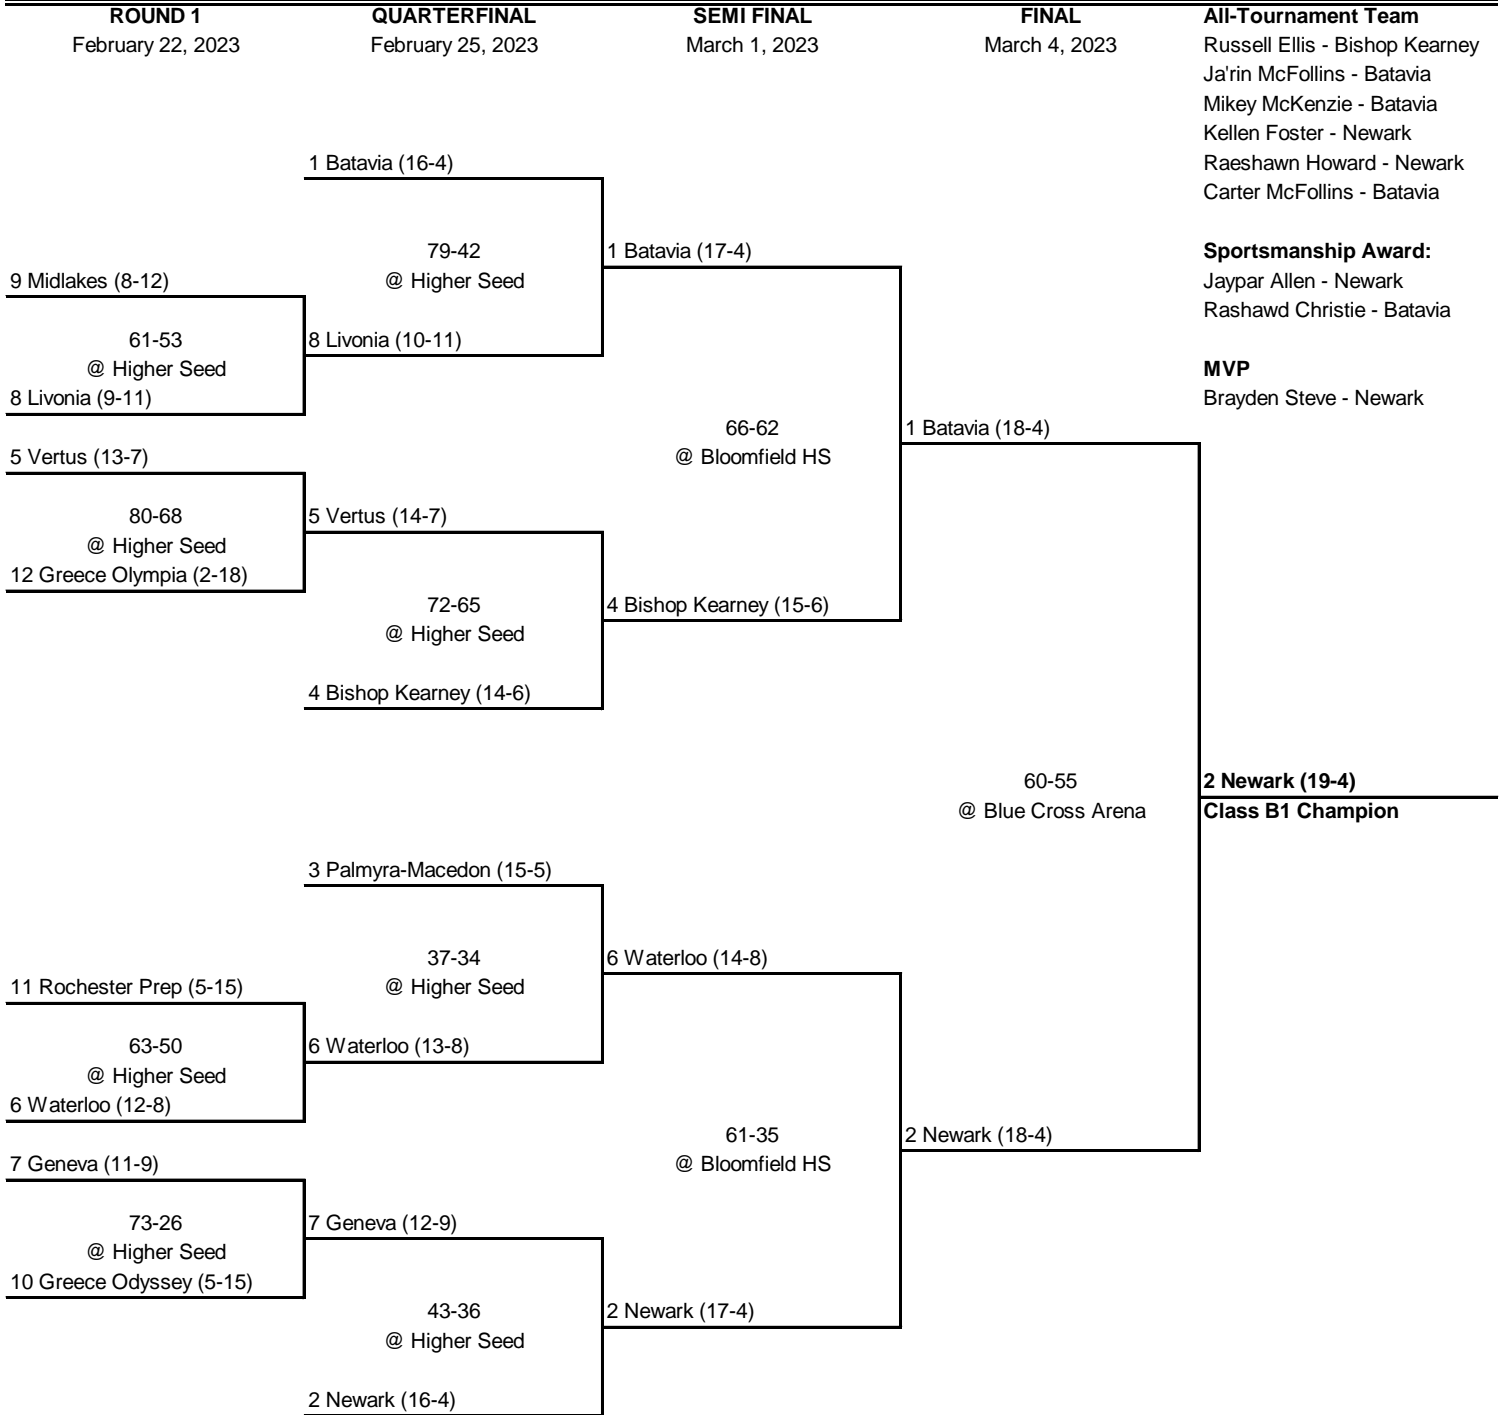 ROUND 1
February 22, 2023
9 Midlakes (8-12)
61-53
@ Higher Seed
8 Livonia (9-11)
5 Vertus (13-7)
80-68
@ Higher Seed
12 Greece Olympia (2-18)
11 Rochester Prep (5-15)
63-50
@ Higher Seed
6 Waterloo (12-8)
7 Geneva (11-9)
73-26
@ Higher Seed
10 Greece Odyssey (5-15)
QUARTERFINAL
February 25, 2023
1 Batavia (16-4)
79-42
@ Higher Seed
8 Livonia (10-11)
5 Vertus (14-7)
72-65
@ Higher Seed
4 Bishop Kearney (14-6)
3 Palmyra-Macedon (15-5)
37-34
@ Higher Seed
6 Waterloo (13-8)
7 Geneva (12-9)
43-36
@ Higher Seed
2 Newark (16-4)
SEMI FINAL
March 1, 2023
1 Batavia (17-4)
66-62
@ Bloomfield HS
4 Bishop Kearney (15-6)
6 Waterloo (14-8)
61-35
@ Bloomfield HS
2 Newark (17-4)
FINAL
March 4, 2023
1 Batavia (18-4)
60-55
@ Blue Cross Arena
2 Newark (18-4)
All-Tournament Team
Russell Ellis - Bishop Kearney
Ja'rin McFollins - Batavia
Mikey McKenzie - Batavia
Kellen Foster - Newark
Raeshawn Howard - Newark
Carter McFollins - Batavia
Sportsmanship Award:
Jaypar Allen - Newark
Rashawd Christie - Batavia
MVP
Brayden Steve - Newark
2 Newark (19-4)
Class B1 Champion